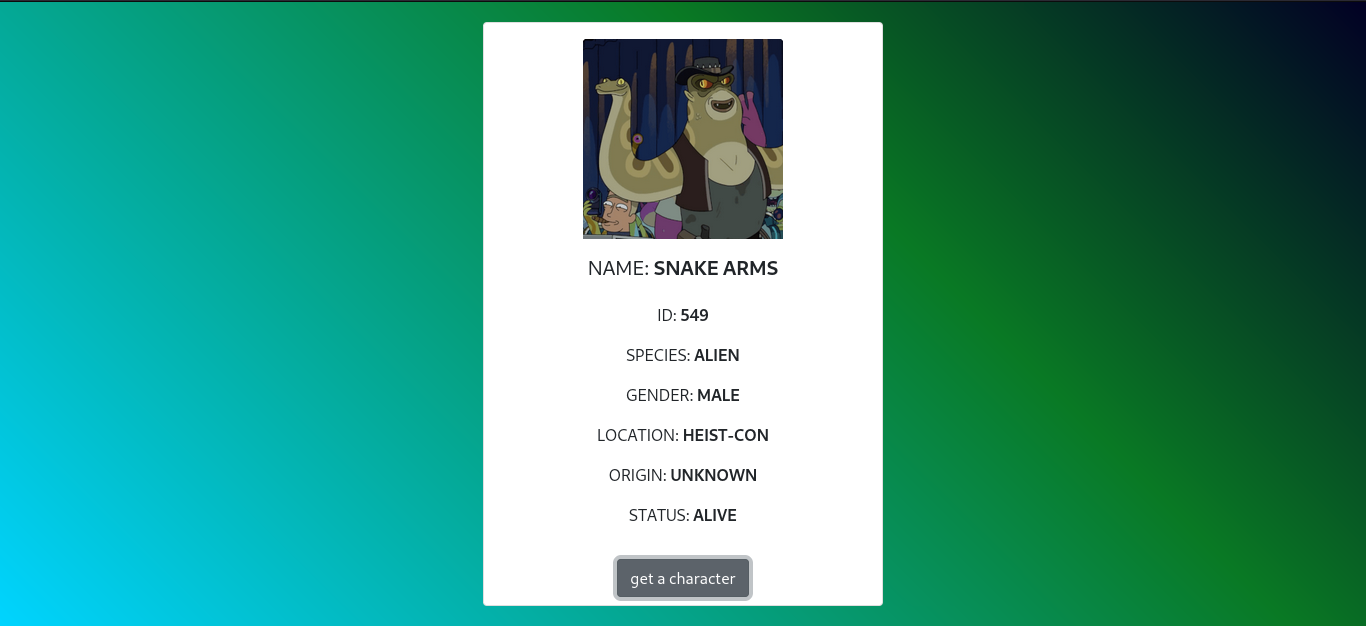 NAME: SNAKE ARMS
ID: 549
SPECIES: ALIEN
GENDER: MALE
LOCATION: HEIST-CON
ORIGIN: UNKNOWN
STATUS: ALIVE
get a character